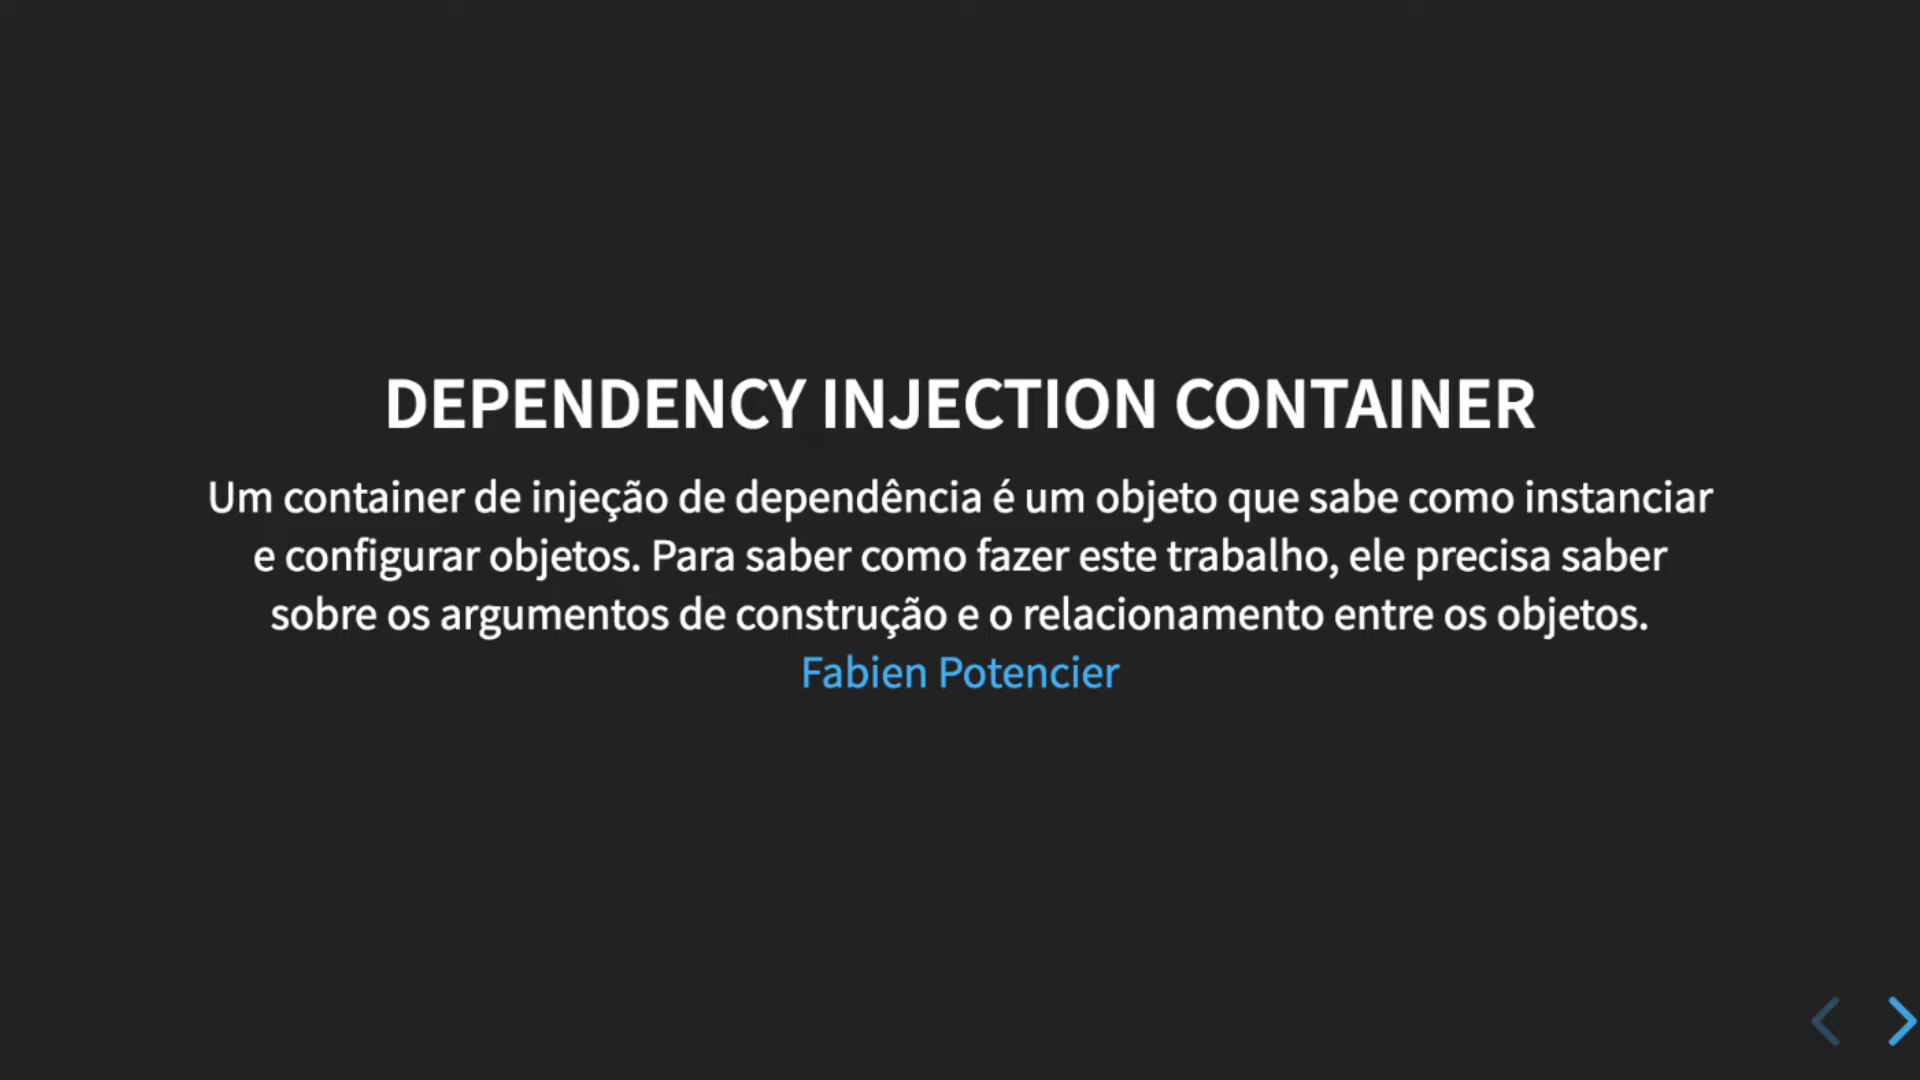 DEPENDENCY INJECTION CONTAINER
Um container de injeção de dependência é um objeto que sabe como instanciar
e configurar objetos. Para saber como fazer este trabalho, ele precisa saber
sobre os argumentos de construção e o relacionamento entre os objetos.
Fabien Potencier